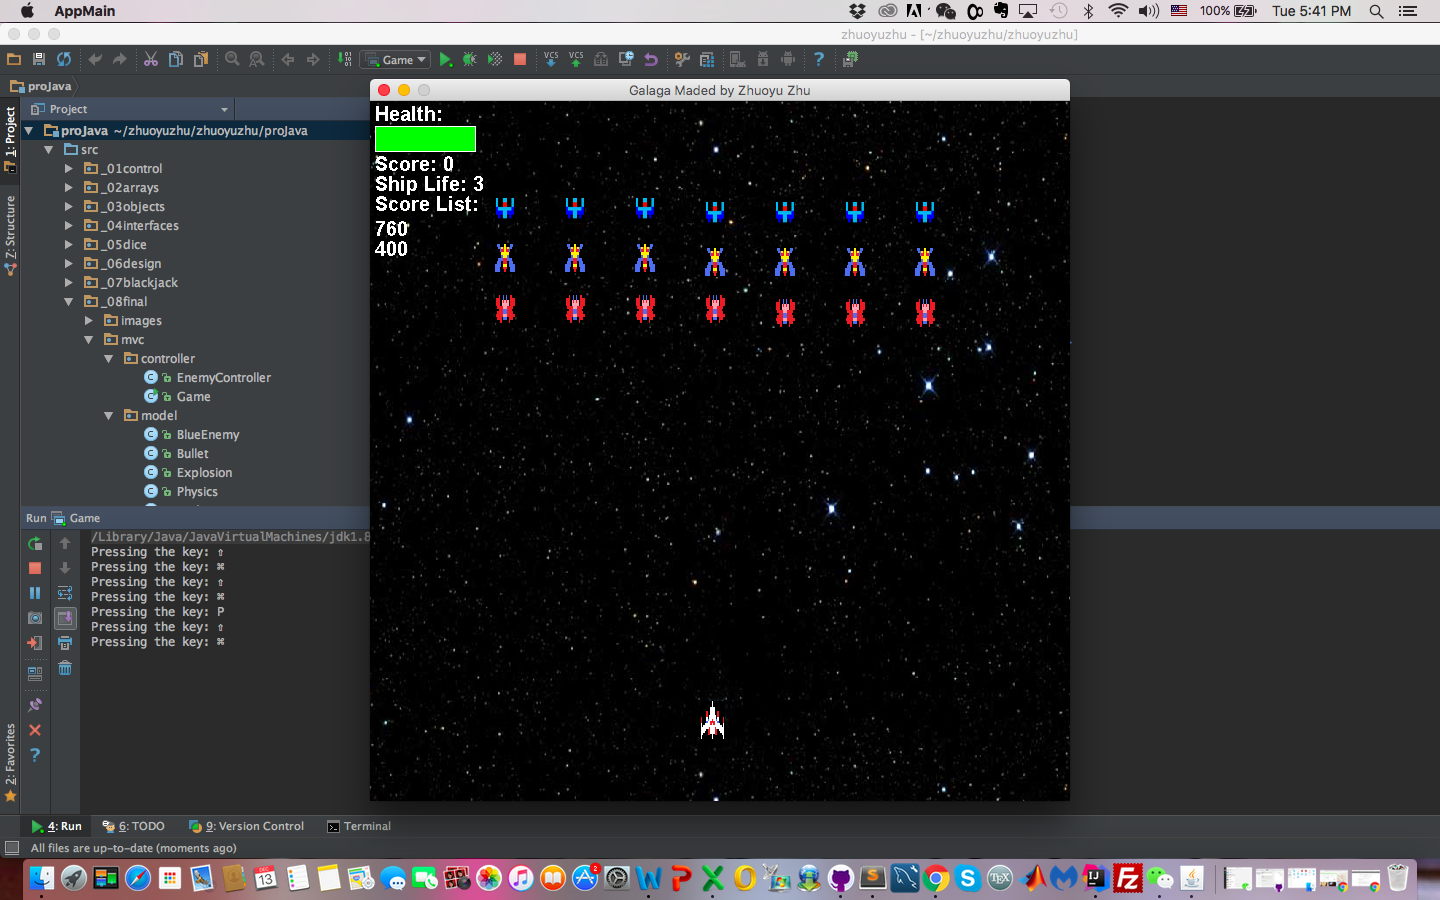 AppMain
100%
Tue 5:41 PM
zhuoyuzhu - [~/zhuoyuzhu/zhuoyuzhu]
Game
VCS
VCS
proJava
Galaga Maded by Zhuoyu Zhu
1: Project
Z: Structure
2: Favorites
Project
proJava ~/zhuoyuzhu/zhuoyuzhu/proJava
src
_01control
_02arrays
_03objects
_04interfaces
_05dice
_06design
_07blackjack
_08final
images
mvc
controller
EnemyController
Game
model
BlueEnemy
Bullet
Explosion
Physics
Health:
Score: 0
Ship Life: 3
Score List:
760
400
Run Game
/Library/Java/JavaVirtualMachines/jdk1.8
Pressing the key: ⇧
Pressing the key: ⌘
Pressing the key: ⇧
Pressing the key: ⌘
Pressing the key: P
Pressing the key: ⇧
Pressing the key: ⌘
4: Run
6: TODO
9: Version Control
Terminal
All files are up-to-date (moments ago)
DEC
13
2